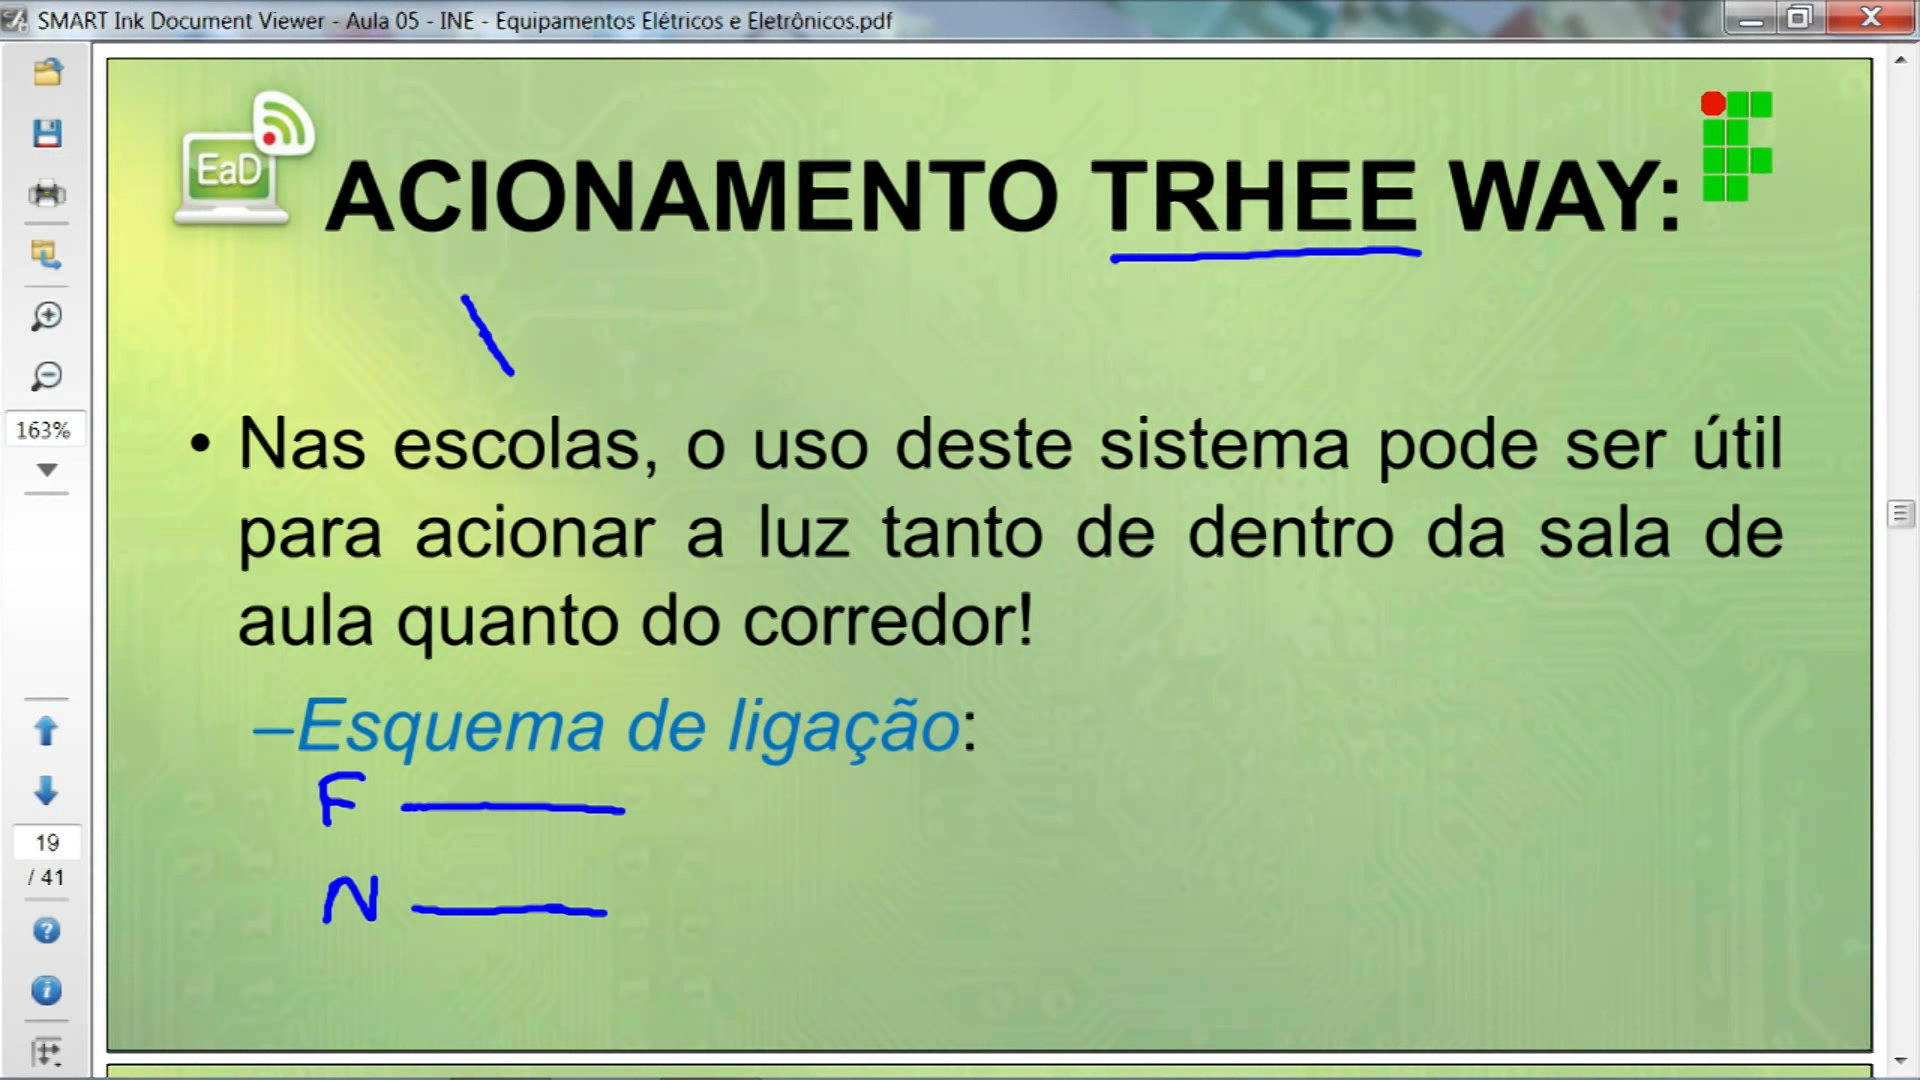 SMART Ink Document Viewer - Aula 05 - INE - Equipamentos Elétricos e Eletrônicos.pdf
EaD
ACIONAMENTO TRHEE WAY:
163%
• Nas escolas, o uso deste sistema pode ser útil
para acionar a luz tanto de dentro da sala de
aula quanto do corredor!
–Esquema de ligação:
F
N
19
/ 41